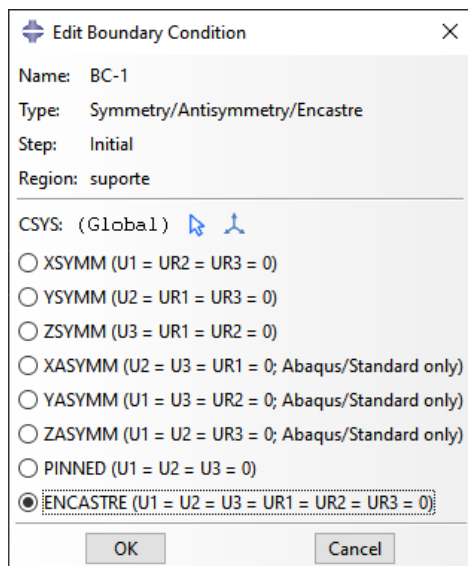 Edit Boundary Condition
Name: BC-1
Type: Symmetry/Antisymmetry/Encastre
Step: Initial
Region: suporte
CSYS: (Global)
XSYMM (U1 = UR2 = UR3 = 0)
YSYMM (U2 = UR1 = UR3 = 0)
ZSYMM (U3 = UR1 = UR2 = 0)
XASYMM (U2 = U3 = UR1 = 0; Abaqus/Standard only)
YASYMM (U1 = U3 = UR2 = 0; Abaqus/Standard only)
ZASYMM (U1 = U2 = UR3 = 0; Abaqus/Standard only)
PINNED (U1 = U2 = U3 = 0)
ENCASTRE (U1 = U2 = U3 = UR1 = UR2 = UR3 = 0)
OK Cancel